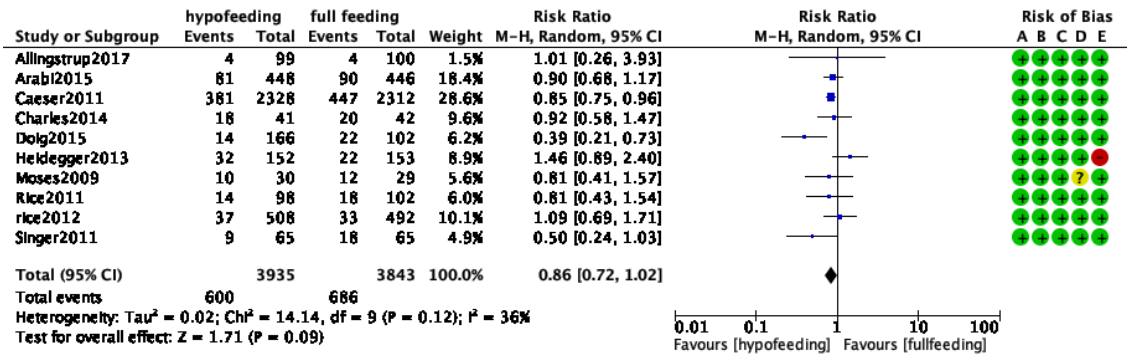 hypofeeding full feeding Risk Ratio Risk Ratio Risk of Bias
Study or Subgroup Events Total Events Total Weight M-H, Random, 95% CI M-H, Random, 95% CI A B C D E
Allingstrup2017 4 99 4 100 1.5% 1.01 [0.26, 3.93] + + + + +
Arabi2015 81 448 90 446 18.4% 0.90 [0.68, 1.17] + + + + +
Caeser2011 381 2328 447 2312 28.6% 0.85 [0.75, 0.96] + + + + +
Charles2014 18 41 20 42 9.6% 0.92 [0.58, 1.47] + + + + +
Doig2015 14 166 22 102 6.2% 0.39 [0.21, 0.73] + + + + +
Heidegger2013 32 152 22 153 8.9% 1.46 [0.89, 2.40] + + + + -
Moses2009 10 30 12 29 5.6% 0.81 [0.41, 1.57] + + + ? +
Rice2011 14 98 18 102 6.0% 0.81 [0.43, 1.54] + + + + +
rice2012 37 508 33 492 10.1% 1.09 [0.69, 1.71] + + + + +
Singer2011 9 65 18 65 4.9% 0.50 [0.24, 1.03] + + + + +
Total (95% CI) 3935 3843 100.0% 0.86 [0.72, 1.02]
Total events 600 686
Heterogeneity: Tau² = 0.02; Chi² = 14.14, df = 9 (P = 0.12); I² = 36%
Test for overall effect: Z = 1.71 (P = 0.09)
0.01 0.1 1 10 100
Favours [hypofeeding] Favours [fullfeeding]